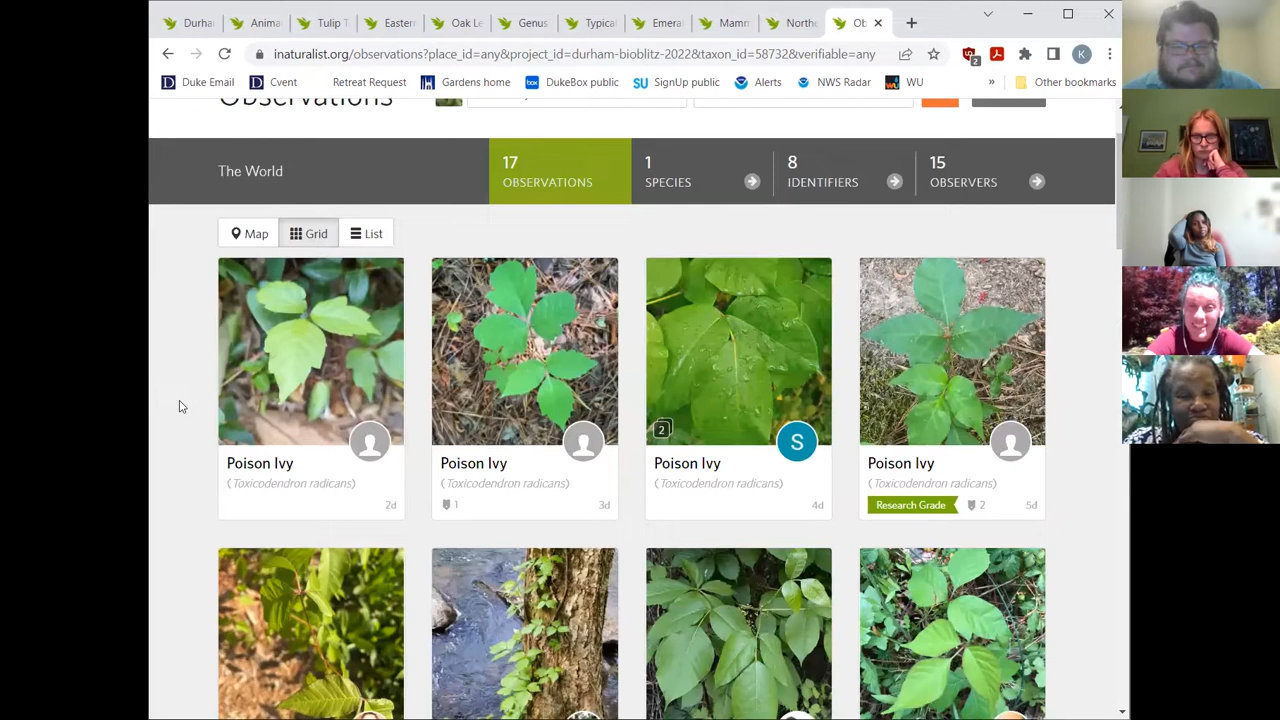 Durha Anima Tulip T Easter Oak Le Genus Typica Emera Mamm Northe Ob
inaturalist.org/observations?place_id=any&project_id=durham-bioblitz-2022&taxon_id=58732&verifiable=any 2 K
Duke Email Cvent Retreat Request Gardens home DukeBox public SignUp public Alerts NWS Radar WU » Other bookmarks
Observations
The World
17 1 8 15
OBSERVATIONS SPECIES IDENTIFIERS OBSERVERS
Map Grid List
2 S
Poison Ivy Poison Ivy Poison Ivy Poison Ivy
(Toxicodendron radicans) (Toxicodendron radicans) (Toxicodendron radicans) (Toxicodendron radicans)
2d 1 3d 4d Research Grade 2 5d